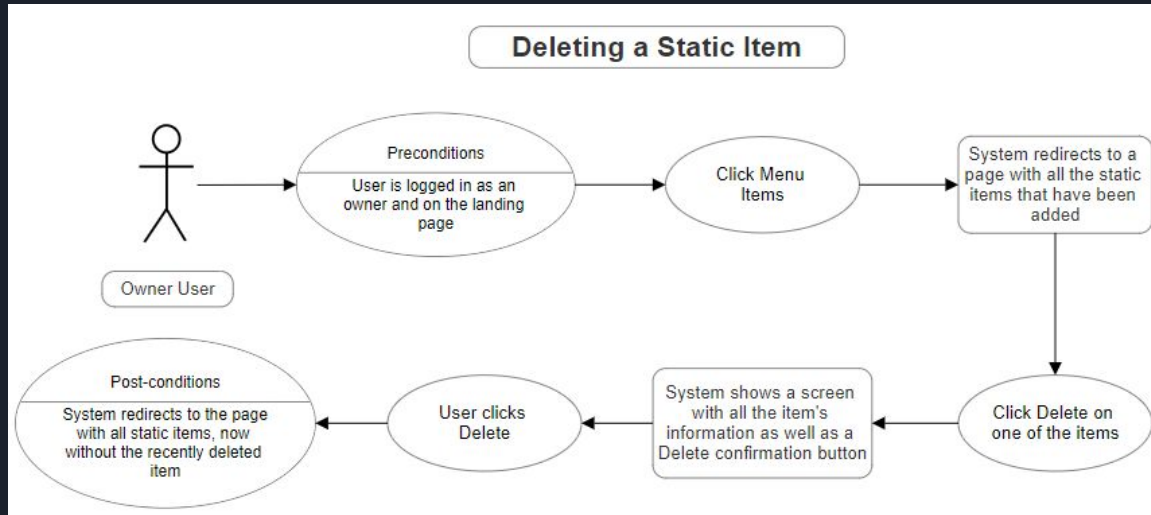 Deleting a Static Item
Preconditions
User is logged in as an
owner and on the landing
page
Click Menu
Items
System redirects to a
page with all the static
items that have been
added
Owner User
Click Delete on
one of the items
System shows a screen
with all the item's
information as well as a
Delete confirmation button
User clicks
Delete
Post-conditions
System redirects to the page
with all static items, now
without the recently deleted
item